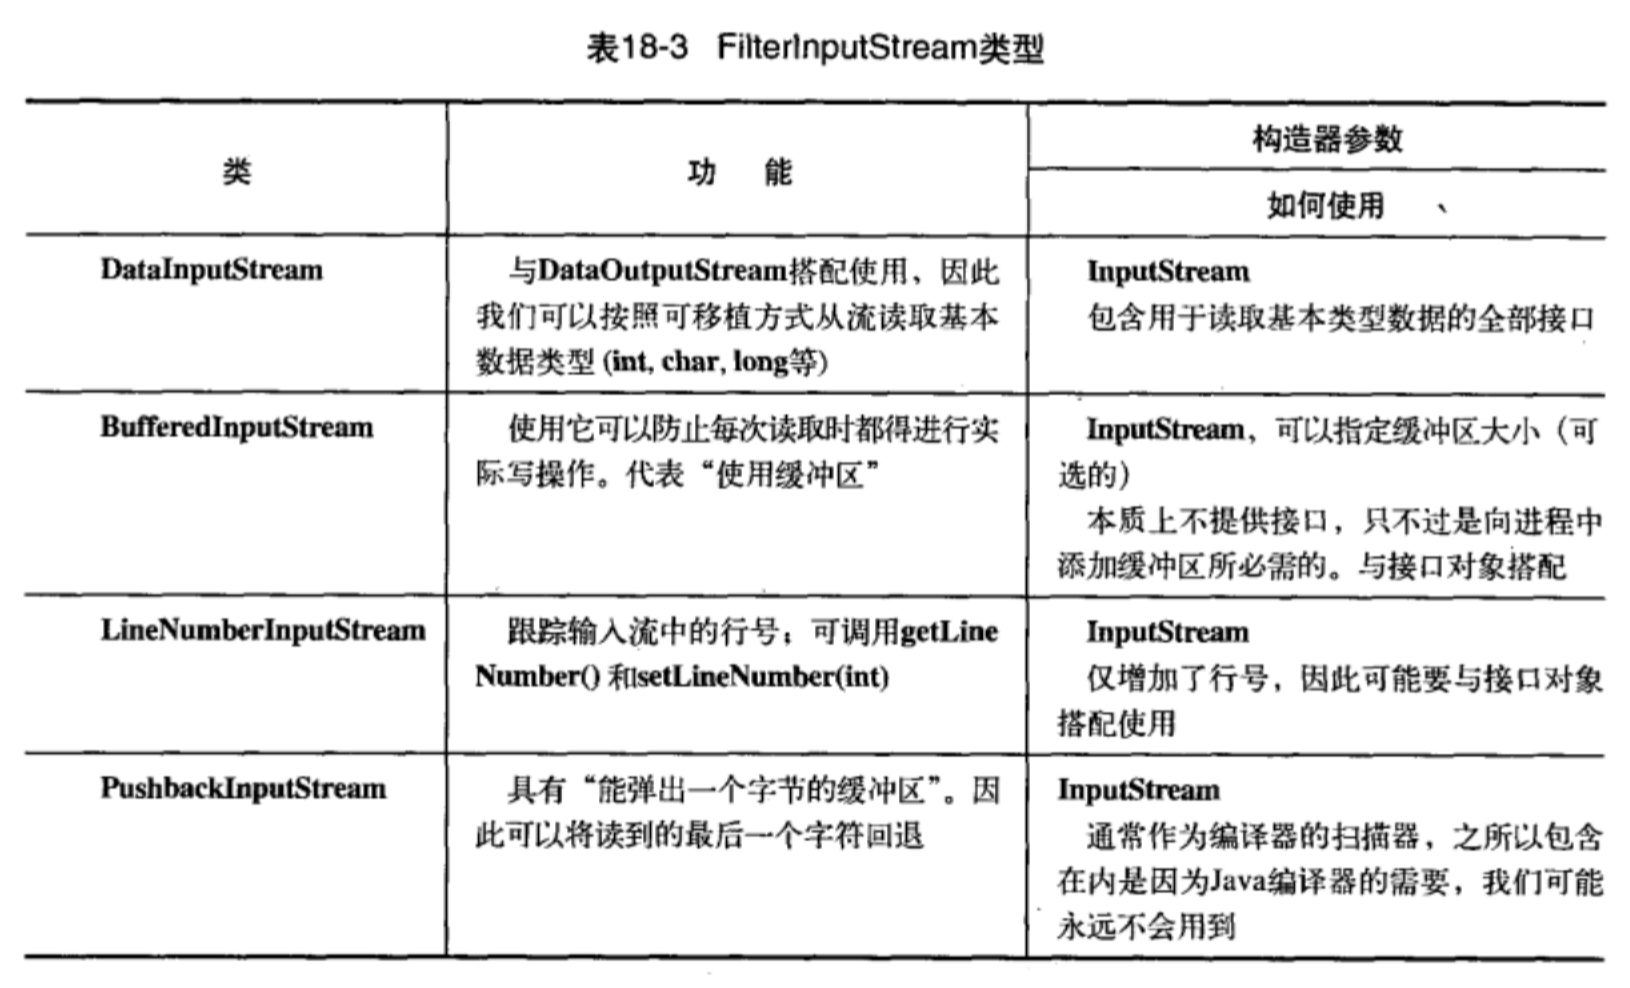 表18-3 FilterInputStream类型
类
功 能
构造器参数
如何使用
DataInputStream
与DataOutputStream搭配使用，因此
我们可以按照可移植方式从流读取基本
数据类型 (int, char, long等)
InputStream
包含用于读取基本类型数据的全部接口
BufferedInputStream
使用它可以防止每次读取时都得进行实
际写操作。代表“使用缓冲区”
InputStream，可以指定缓冲区大小（可
选的）
本质上不提供接口，只不过是向进程中
添加缓冲区所必需的。与接口对象搭配
LineNumberInputStream
跟踪输入流中的行号；可调用getLine
Number() 和setLineNumber(int)
InputStream
仅增加了行号，因此可能要与接口对象
搭配使用
PushbackInputStream
具有“能弹出一个字节的缓冲区”。因
此可以将读到的最后一个字符回退
InputStream
通常作为编译器的扫描器，之所以包含
在内是因为Java编译器的需要，我们可能
永远不会用到